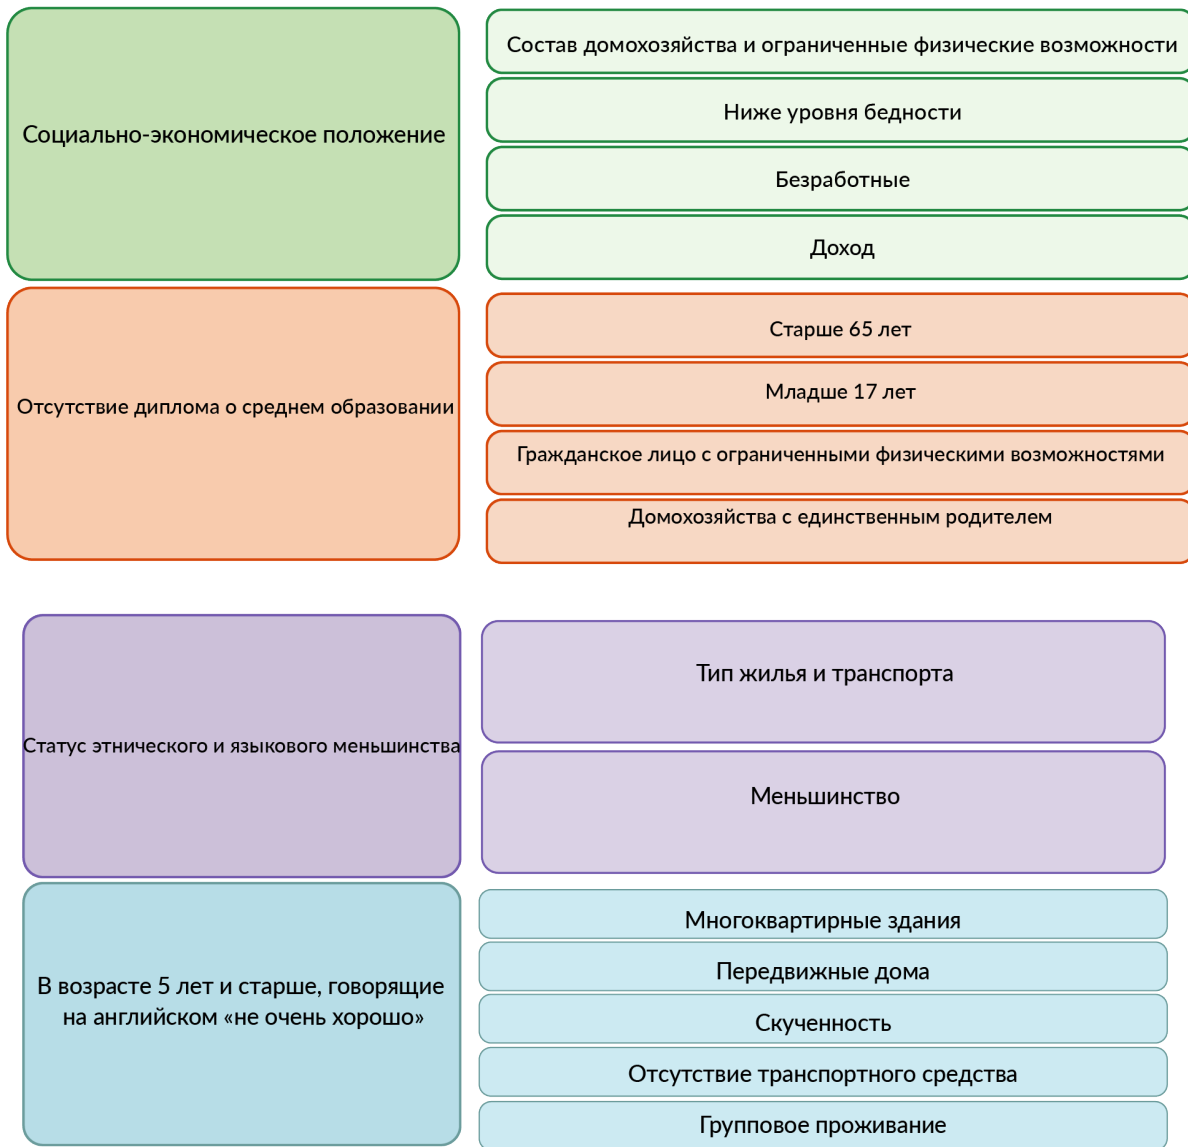 Социально-экономическое положение
Состав домохозяйства и ограниченные физические возможности
Ниже уровня бедности
Безработные
Доход
Отсутствие диплома о среднем образовании
Старше 65 лет
Младше 17 лет
Гражданское лицо с ограниченными физическими возможностями
Домохозяйства с единственным родителем
Статус этнического и языкового меньшинства
Тип жилья и транспорта
Меньшинство
В возрасте 5 лет и старше, говорящие
на английском «не очень хорошо»
Многоквартирные здания
Передвижные дома
Скученность
Отсутствие транспортного средства
Групповое проживание